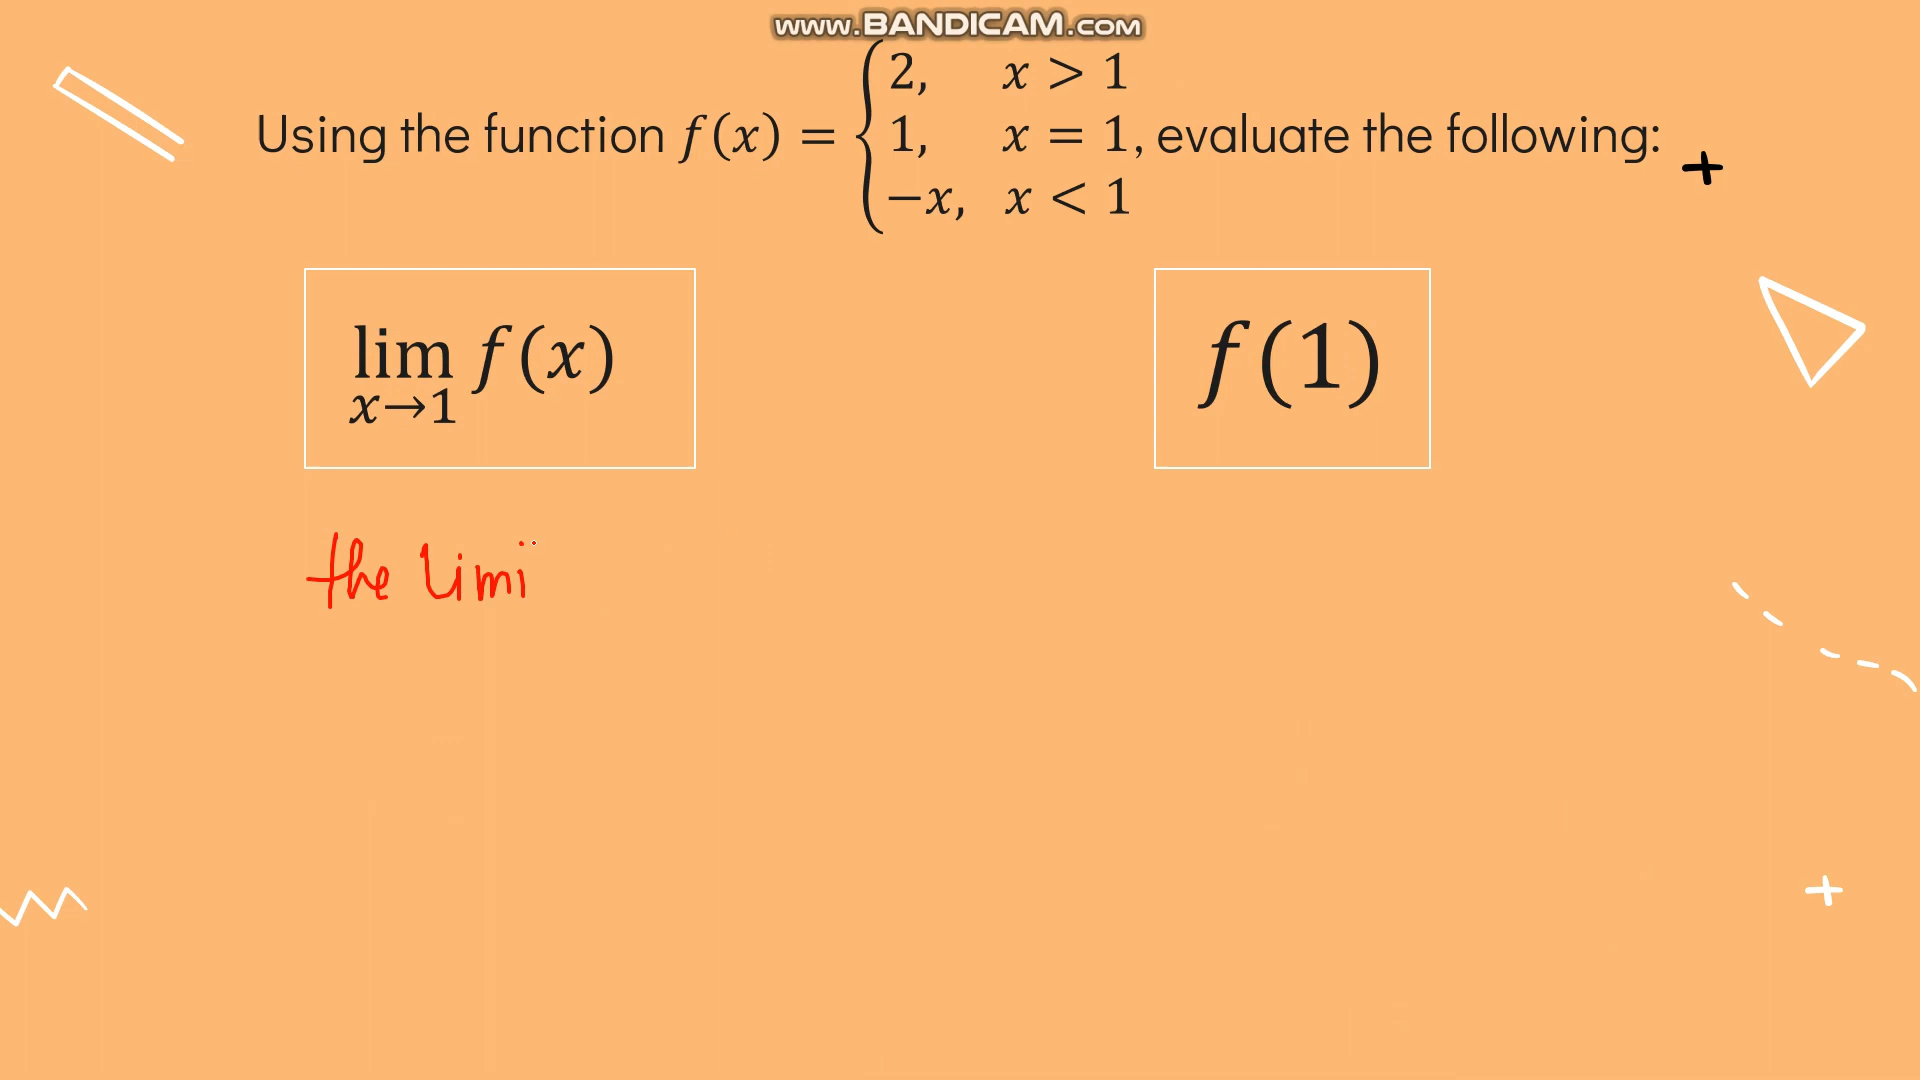 www.BANDICAM.com
Using the function f(x) = { 2, x > 1
1, x = 1
−x, x < 1 , evaluate the following:
lim x→1 f(x)
f(1)
the limi